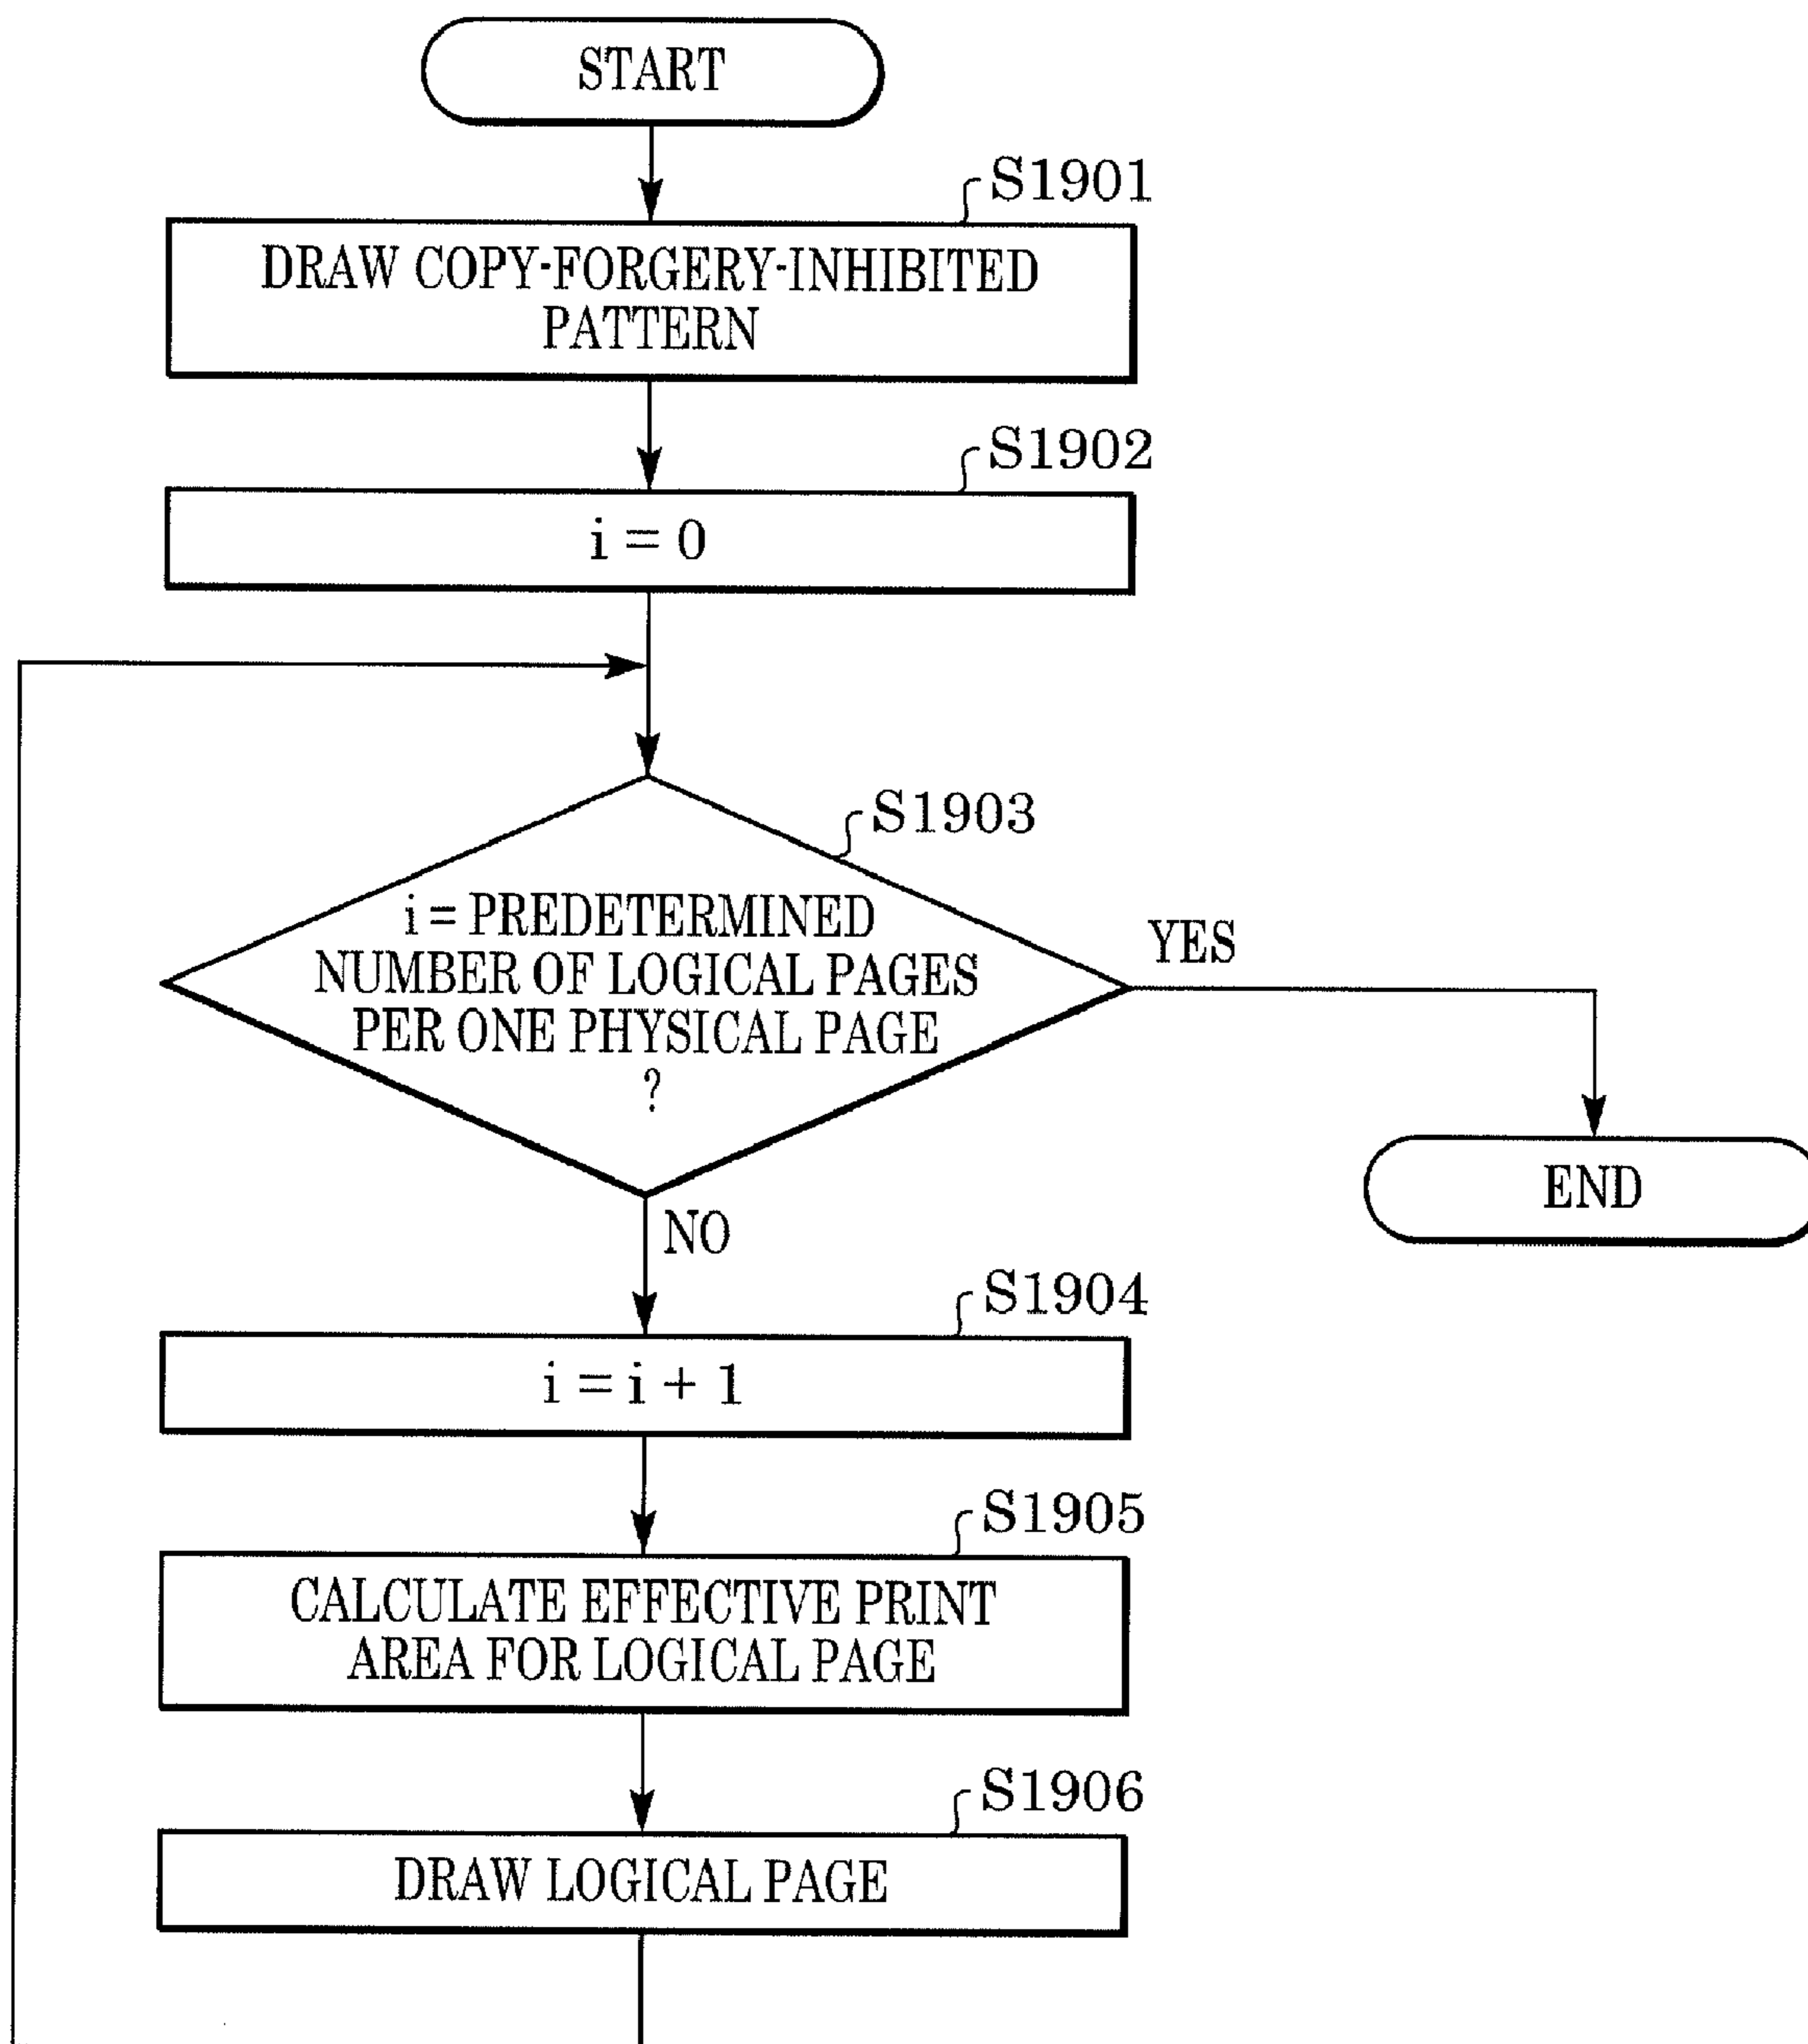 START
S1901
DRAW COPY-FORGERY-INHIBITED
PATTERN
S1902
i = 0
S1903
i = PREDETERMINED
NUMBER OF LOGICAL PAGES
PER ONE PHYSICAL PAGE
?
YES
END
NO
S1904
i = i + 1
S1905
CALCULATE EFFECTIVE PRINT
AREA FOR LOGICAL PAGE
S1906
DRAW LOGICAL PAGE